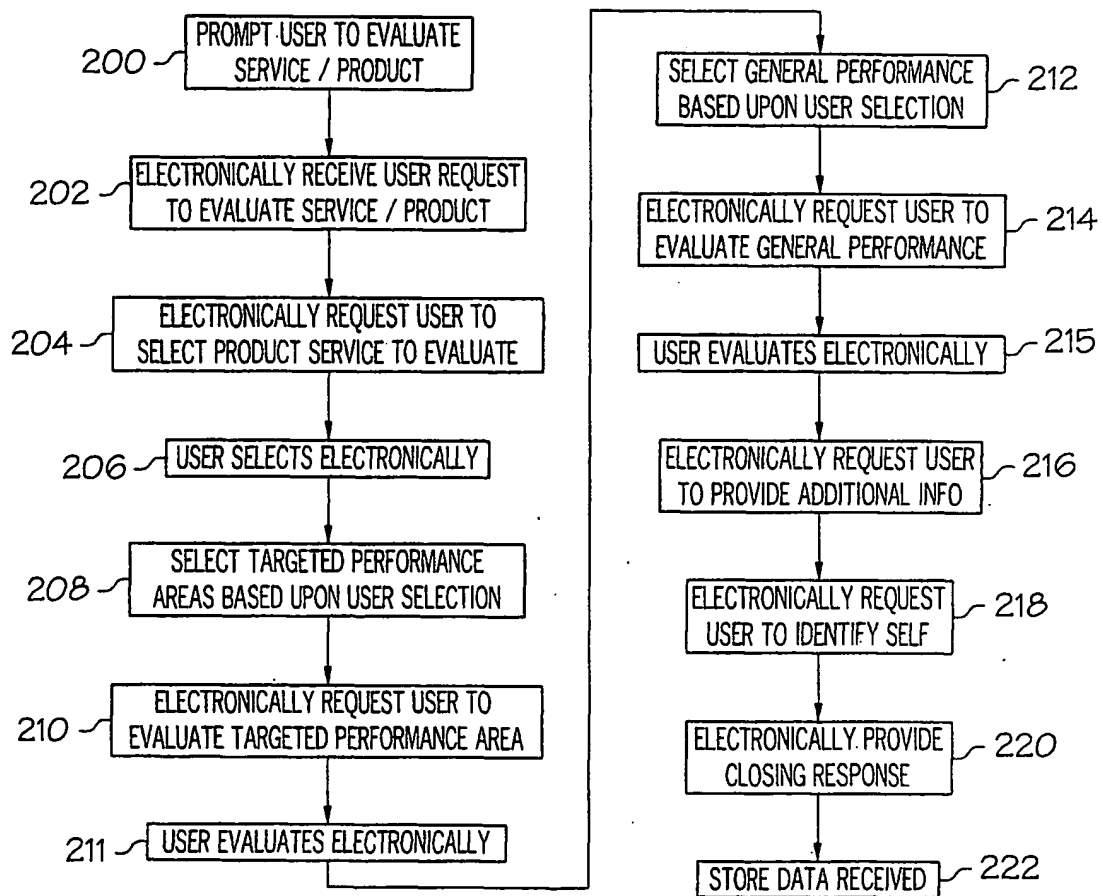 200
PROMPT USER TO EVALUATE
SERVICE / PRODUCT
202
ELECTRONICALLY RECEIVE USER REQUEST
TO EVALUATE SERVICE / PRODUCT
204
ELECTRONICALLY REQUEST USER TO
SELECT PRODUCT SERVICE TO EVALUATE
206
USER SELECTS ELECTRONICALLY
208
SELECT TARGETED PERFORMANCE
AREAS BASED UPON USER SELECTION
210
ELECTRONICALLY REQUEST USER TO
EVALUATE TARGETED PERFORMANCE AREA
211
USER EVALUATES ELECTRONICALLY
SELECT GENERAL PERFORMANCE
BASED UPON USER SELECTION
212
ELECTRONICALLY REQUEST USER TO
EVALUATE GENERAL PERFORMANCE
214
USER EVALUATES ELECTRONICALLY
215
ELECTRONICALLY REQUEST USER
TO PROVIDE ADDITIONAL INFO
216
ELECTRONICALLY REQUEST
USER TO IDENTIFY SELF
218
ELECTRONICALLY PROVIDE
CLOSING RESPONSE
220
STORE DATA RECEIVED
222